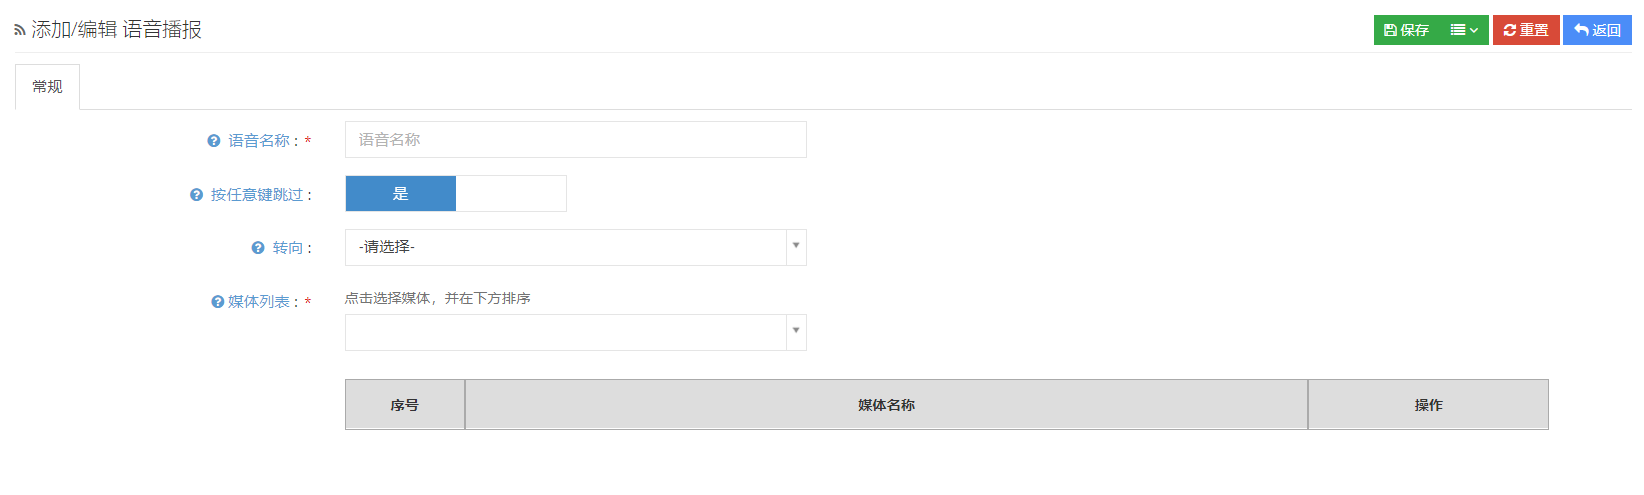 添加/编辑 语音播报
保存 重置 返回
常规
语音名称 : * 语音名称
按任意键跳过 : 是
转向 : -请选择-
媒体列表 : * 点击选择媒体，并在下方排序
序号 媒体名称 操作